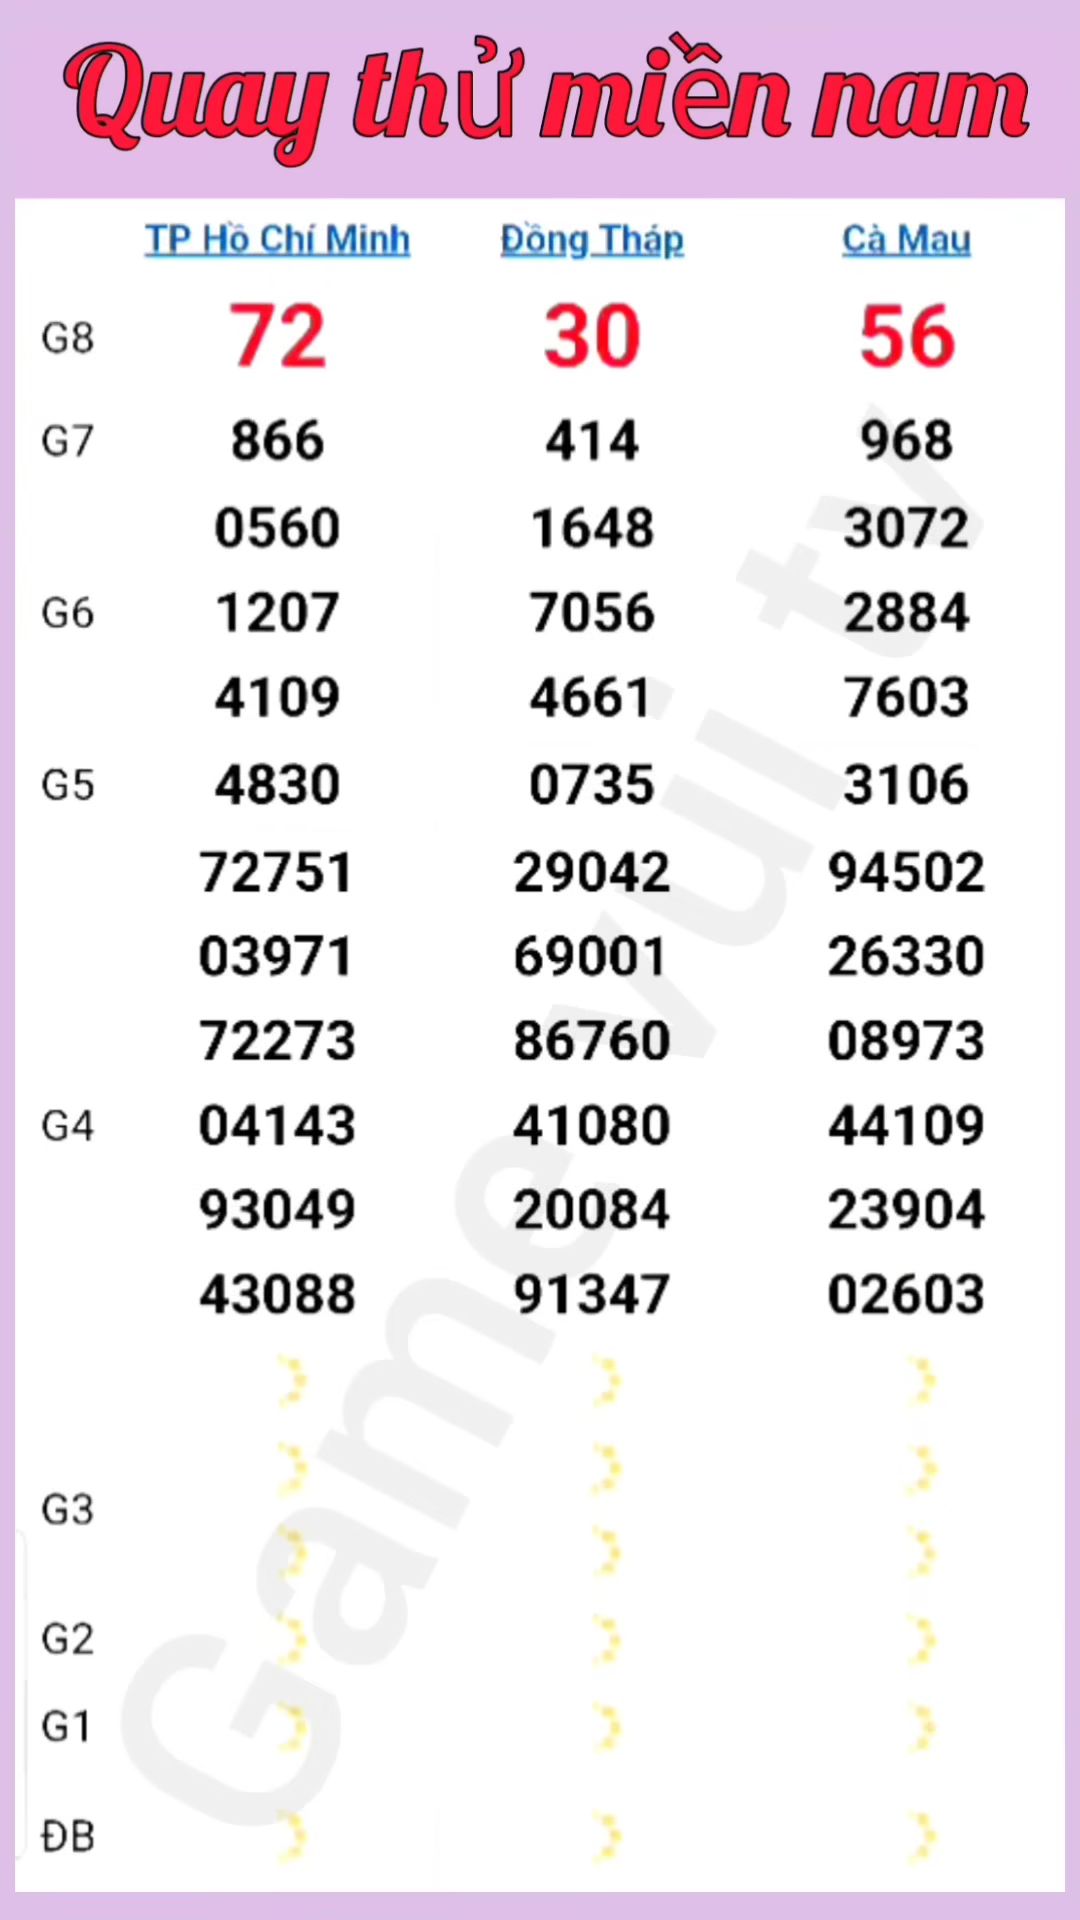 Quay thử miền nam
TP Hồ Chí Minh Đồng Tháp Cà Mau
G8 72 30 56
G7 866 414 968
0560 1648 3072
G6 1207 7056 2884
4109 4661 7603
G5 4830 0735 3106
72751 29042 94502
03971 69001 26330
72273 86760 08973
G4 04143 41080 44109
93049 20084 23904
43088 91347 02603
G3
G2
G1
ĐB
Game vui tv